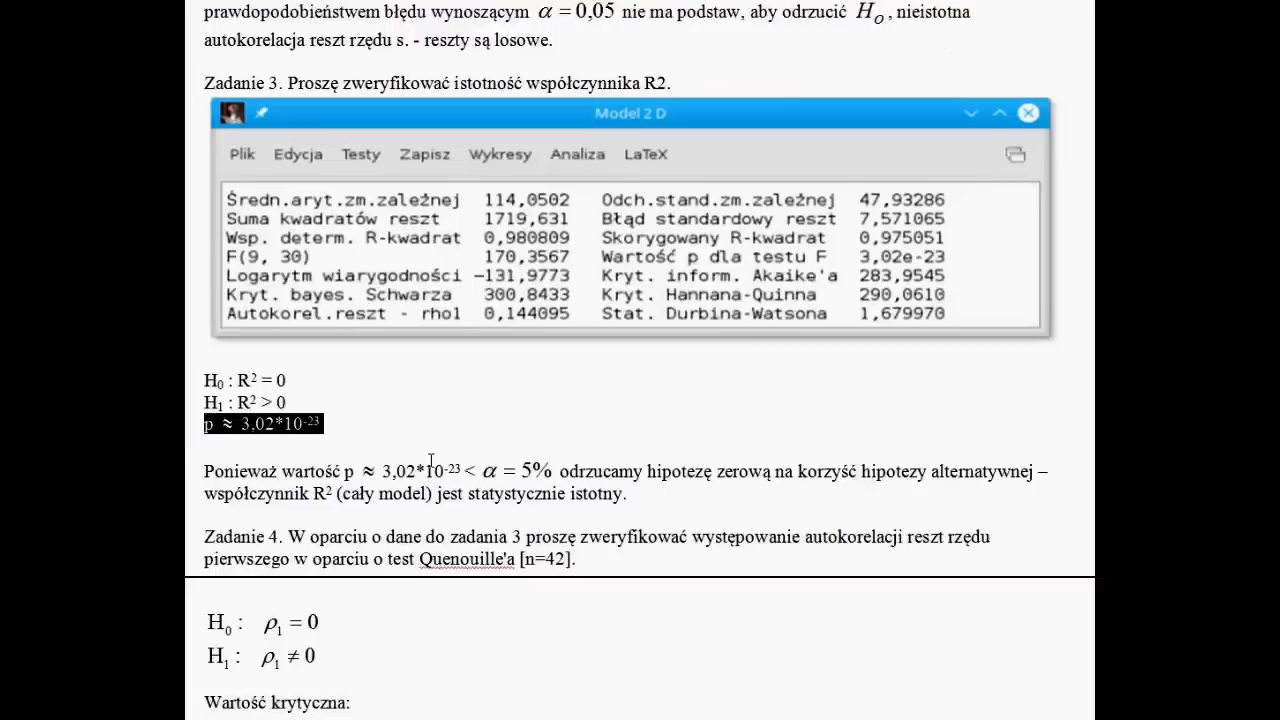 prawdopodobieństwem błędu wynoszącym α = 0,05 nie ma podstaw, aby odrzucić Ho, nieistotna
autokorelacja reszt rzędu s. - reszty są losowe.
Zadanie 3. Proszę zweryfikować istotność współczynnika R2.
Model 2 D
Plik Edycja Testy Zapisz Wykresy Analiza LaTeX
Średn.aryt.zm.zależnej 114,0502 Odch.stand.zm.zależnej 47,93286
Suma kwadratów reszt 1719,631 Błąd standardowy reszt 7,571065
Wsp. determ. R-kwadrat 0,980809 Skorygowany R-kwadrat 0,975051
F(9, 30) 170,3567 Wartość p dla testu F 3,02e-23
Logarytm wiarygodności −131,9773 Kryt. inform. Akaike'a 283,9545
Kryt. bayes. Schwarza 300,8433 Kryt. Hannana-Quinna 290,0610
Autokorel.reszt - rho1 0,144095 Stat. Durbina-Watsona 1,679970
H₀ : R² = 0
H₁ : R² > 0
p ≈ 3,02*10⁻²³
Ponieważ wartość p ≈ 3,02*10⁻²³ < α = 5% odrzucamy hipotezę zerową na korzyść hipotezy alternatywnej –
współczynnik R² (cały model) jest statystycznie istotny.
Zadanie 4. W oparciu o dane do zadania 3 proszę zweryfikować występowanie autokorelacji reszt rzędu
pierwszego w oparciu o test Quenouille'a [n=42].
H₀ : ρ₁ = 0
H₁ : ρ₁ ≠ 0
Wartość krytyczna: